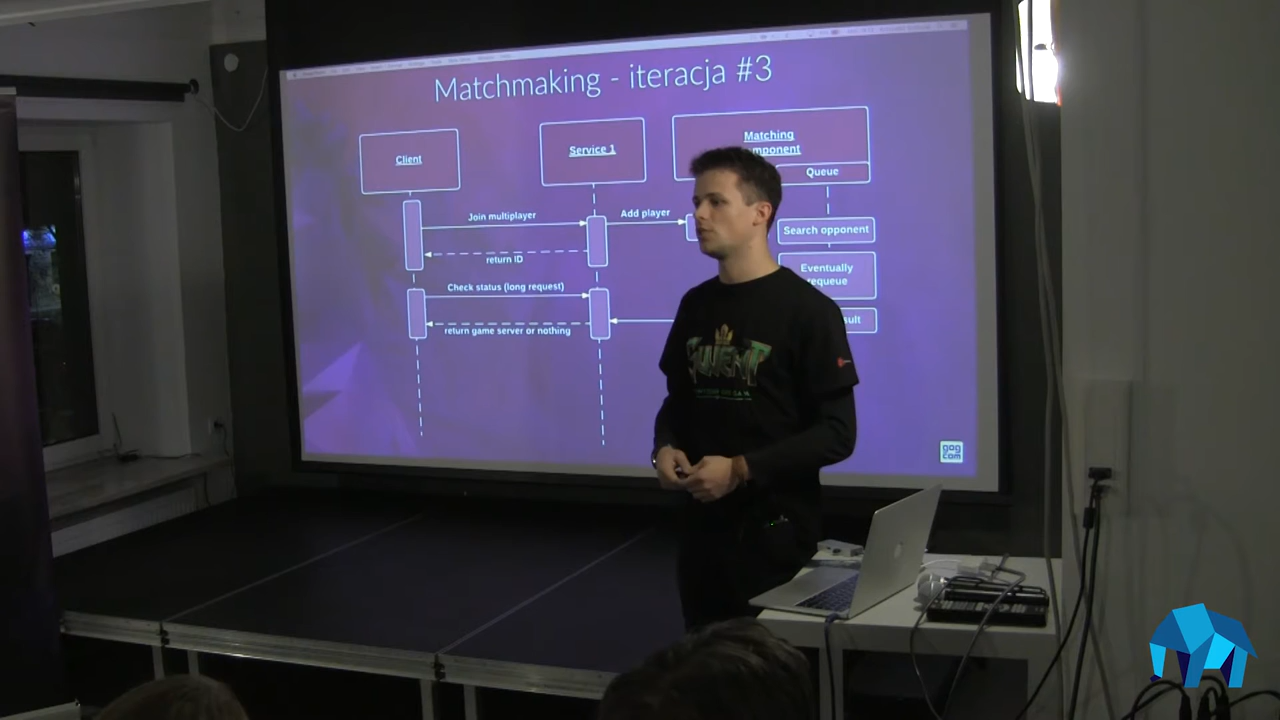 Matchmaking - iteracja #3
Client
Service 1
Matching
Queue
Join multiplayer
Add player
Search opponent
return ID
Eventually
requeue
Check status (long request)
return game server or nothing
GWENT
gog
com